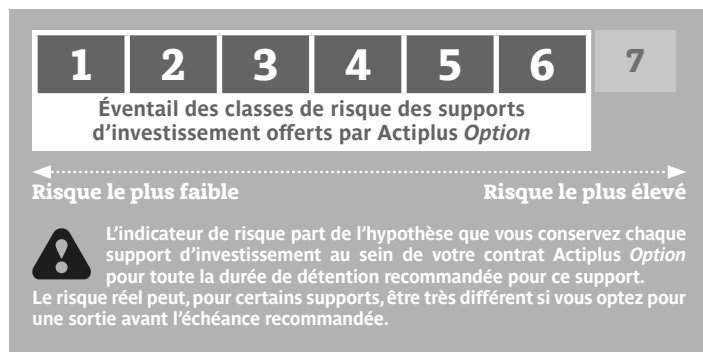 1 2 3 4 5 6 7
Éventail des classes de risque des supports
d’investissement offerts par Actiplus Option
Risque le plus faible Risque le plus élevé
L’indicateur de risque part de l’hypothèse que vous conservez chaque
support d’investissement au sein de votre contrat Actiplus Option
pour toute la durée de détention recommandée pour ce support.
Le risque réel peut, pour certains supports, être très différent si vous optez pour
une sortie avant l’échéance recommandée.